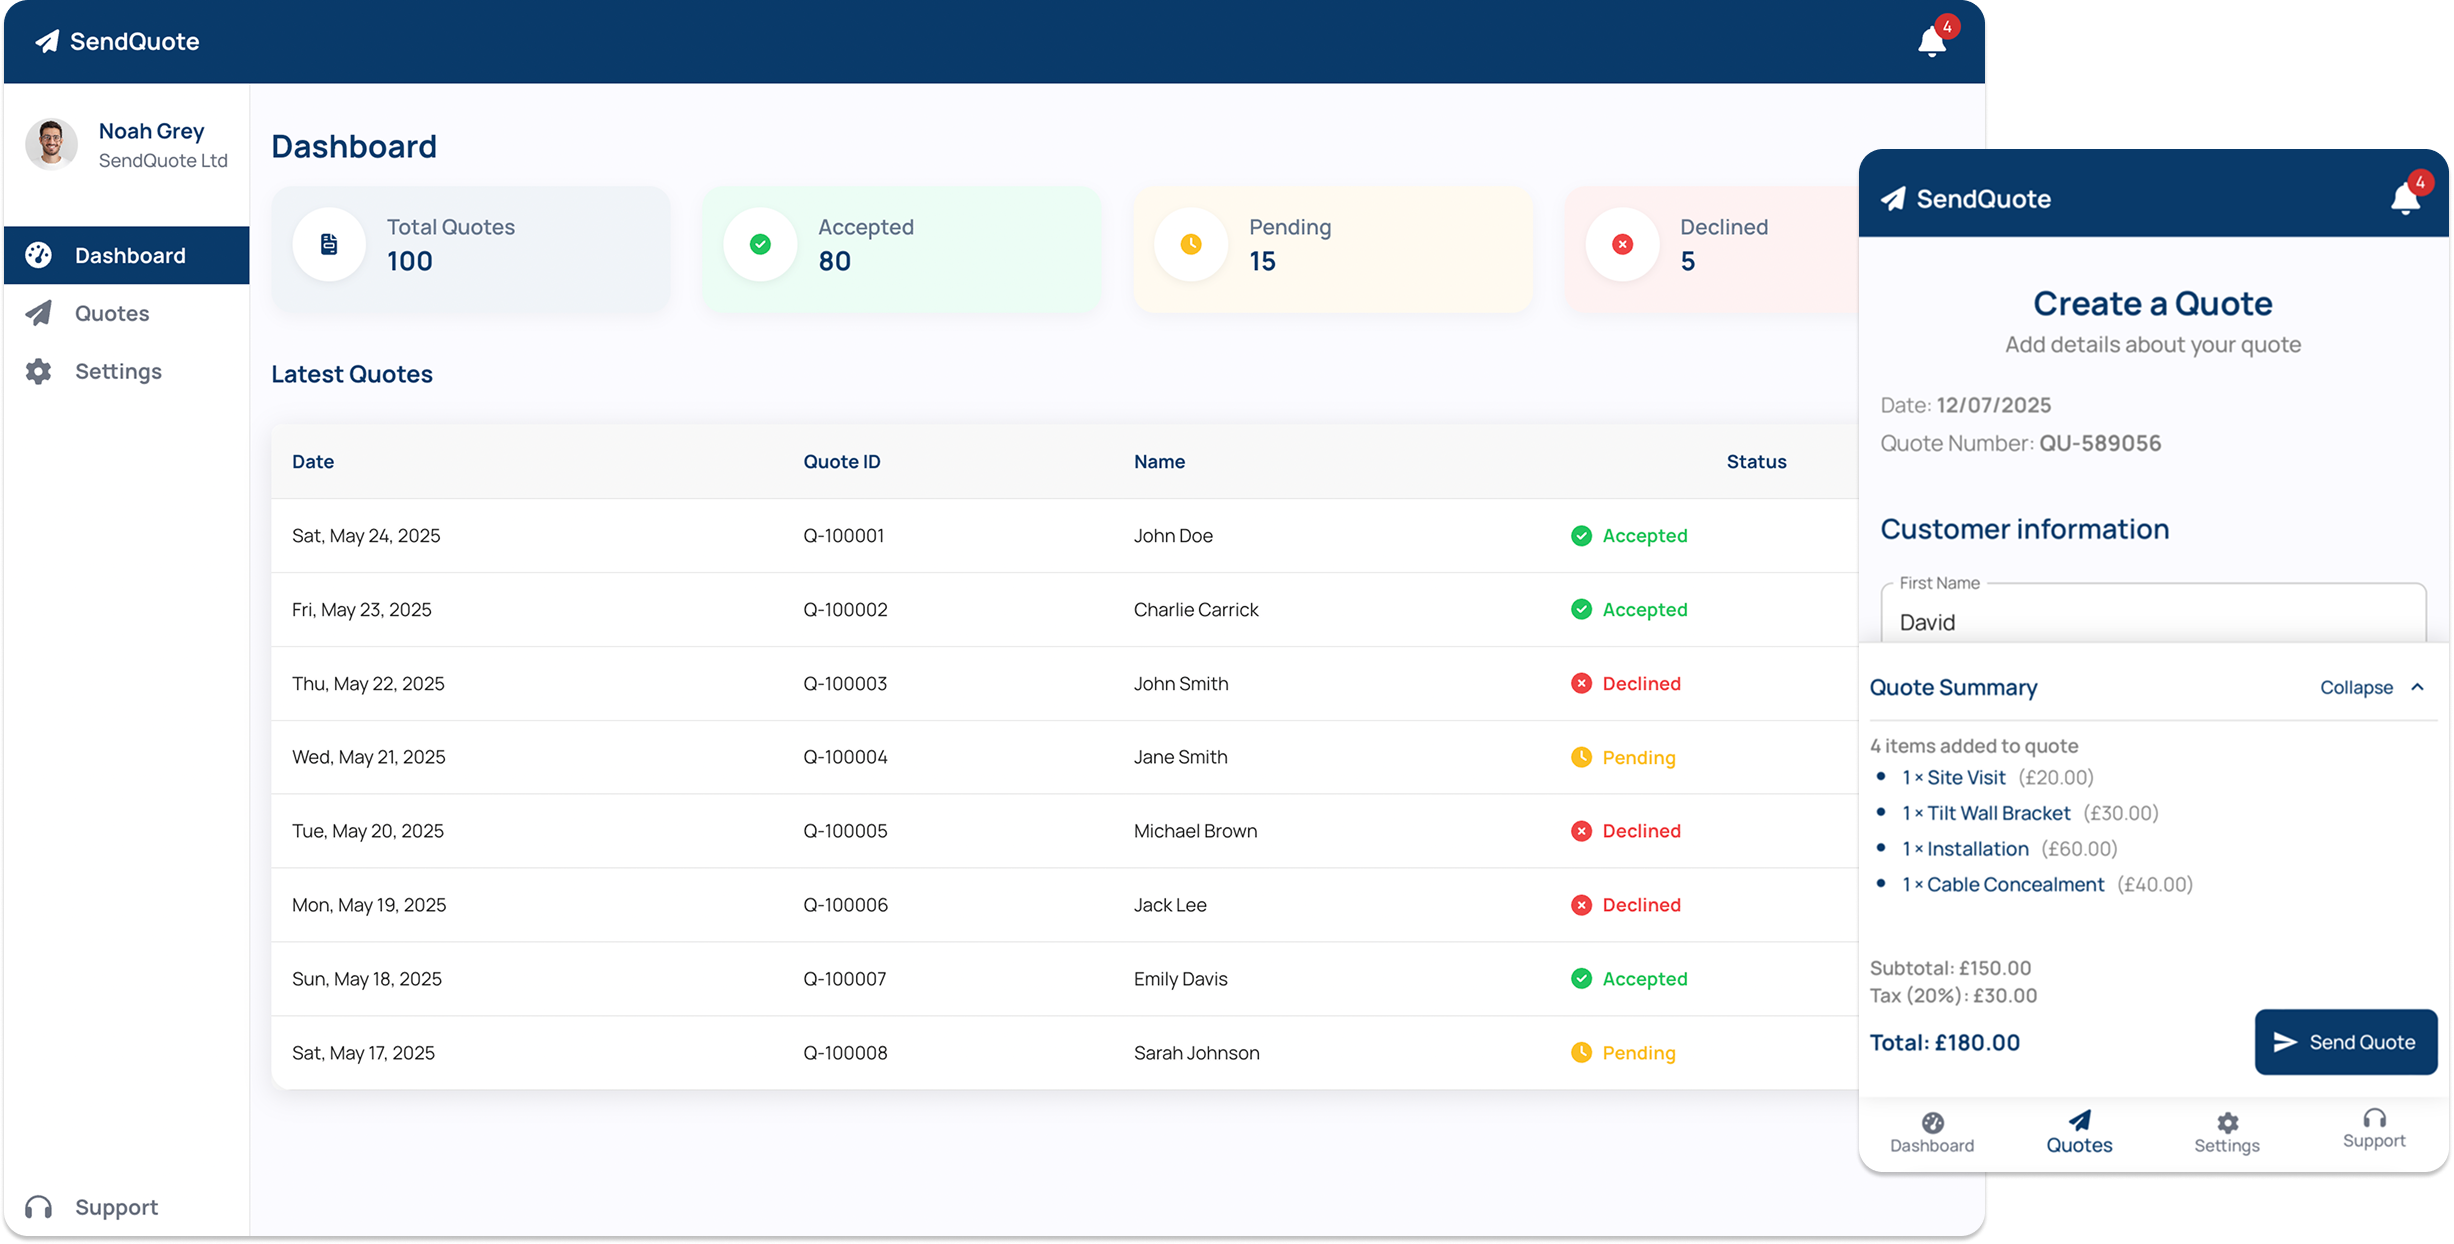 SendQuote
4
Noah Grey
SendQuote Ltd
Dashboard
Quotes
Settings
Support
Dashboard
Total Quotes
100
Accepted
80
Pending
15
Declined
5
Latest Quotes
Date Quote ID Name Status
Sat, May 24, 2025 Q-100001 John Doe Accepted
Fri, May 23, 2025 Q-100002 Charlie Carrick Accepted
Thu, May 22, 2025 Q-100003 John Smith Declined
Wed, May 21, 2025 Q-100004 Jane Smith Pending
Tue, May 20, 2025 Q-100005 Michael Brown Declined
Mon, May 19, 2025 Q-100006 Jack Lee Declined
Sun, May 18, 2025 Q-100007 Emily Davis Accepted
Sat, May 17, 2025 Q-100008 Sarah Johnson Pending
SendQuote
4
Create a Quote
Add details about your quote
Date: 12/07/2025
Quote Number: QU-589056
Customer information
First Name
David
Quote Summary Collapse
4 items added to quote
• 1 × Site Visit (£20.00)
• 1 × Tilt Wall Bracket (£30.00)
• 1 × Installation (£60.00)
• 1 × Cable Concealment (£40.00)
Subtotal: £150.00
Tax (20%): £30.00
Total: £180.00
Send Quote
Dashboard Quotes Settings Support